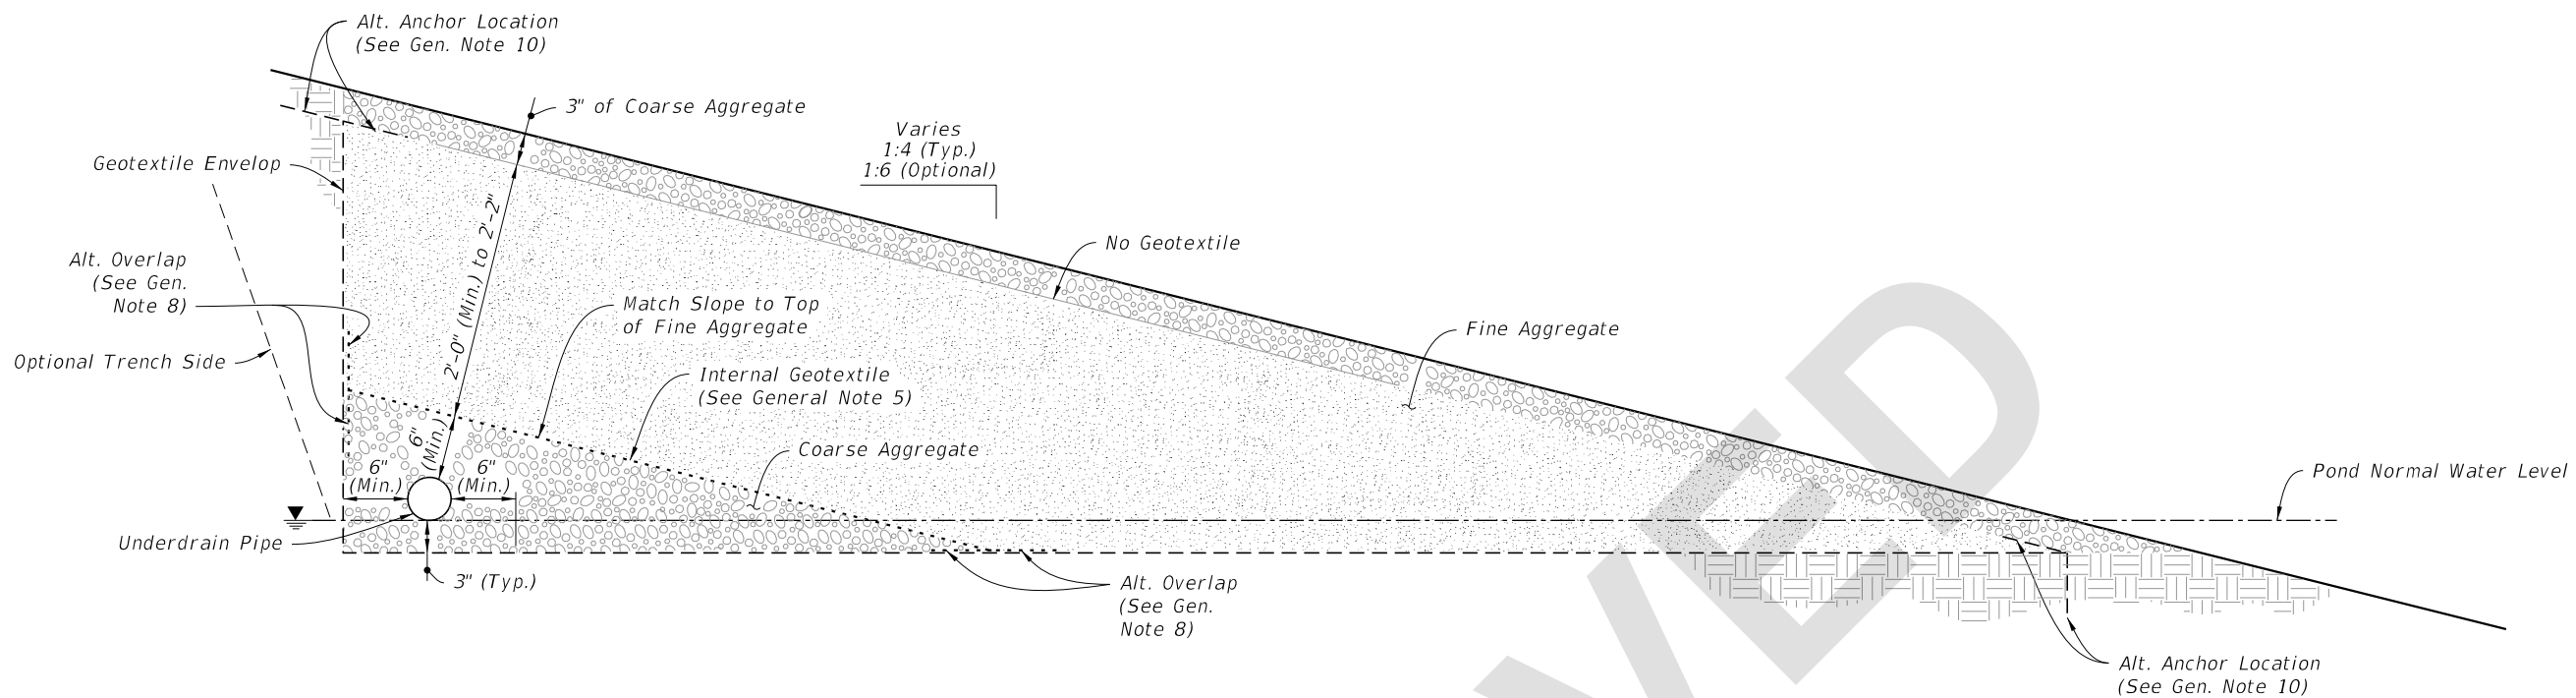 Alt. Anchor Location
(See Gen. Note 10)
3" of Coarse Aggregate
Varies
1:4 (Typ.)
1:6 (Optional)
Geotextile Envelop
2'-0" (Min.) to 2'-2"
No Geotextile
Alt. Overlap
(See Gen.
Note 8)
Match Slope to Top
of Fine Aggregate
Fine Aggregate
Optional Trench Side
Internal Geotextile
(See General Note 5)
6"
(Min.)
Coarse Aggregate
6"
(Min.)
6"
(Min.)
Pond Normal Water Level
Underdrain Pipe
3" (Typ.)
Alt. Overlap
(See Gen.
Note 8)
Alt. Anchor Location
(See Gen. Note 10)
VED